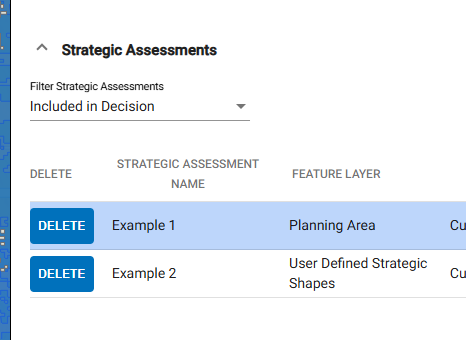 Strategic Assessments
Filter Strategic Assessments
Included in Decision
DELETE STRATEGIC ASSESSMENT NAME FEATURE LAYER
DELETE Example 1 Planning Area Cu
DELETE Example 2 User Defined Strategic Shapes Cu